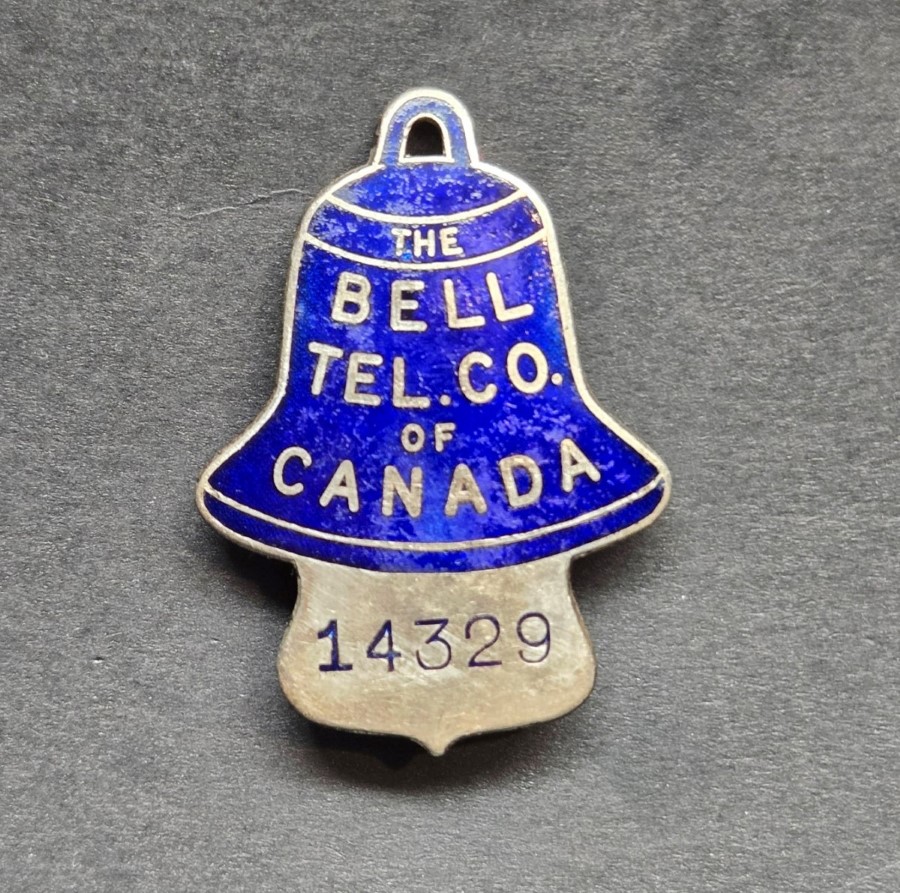 THE
BELL
TEL.CO.
OF
CANADA
14329